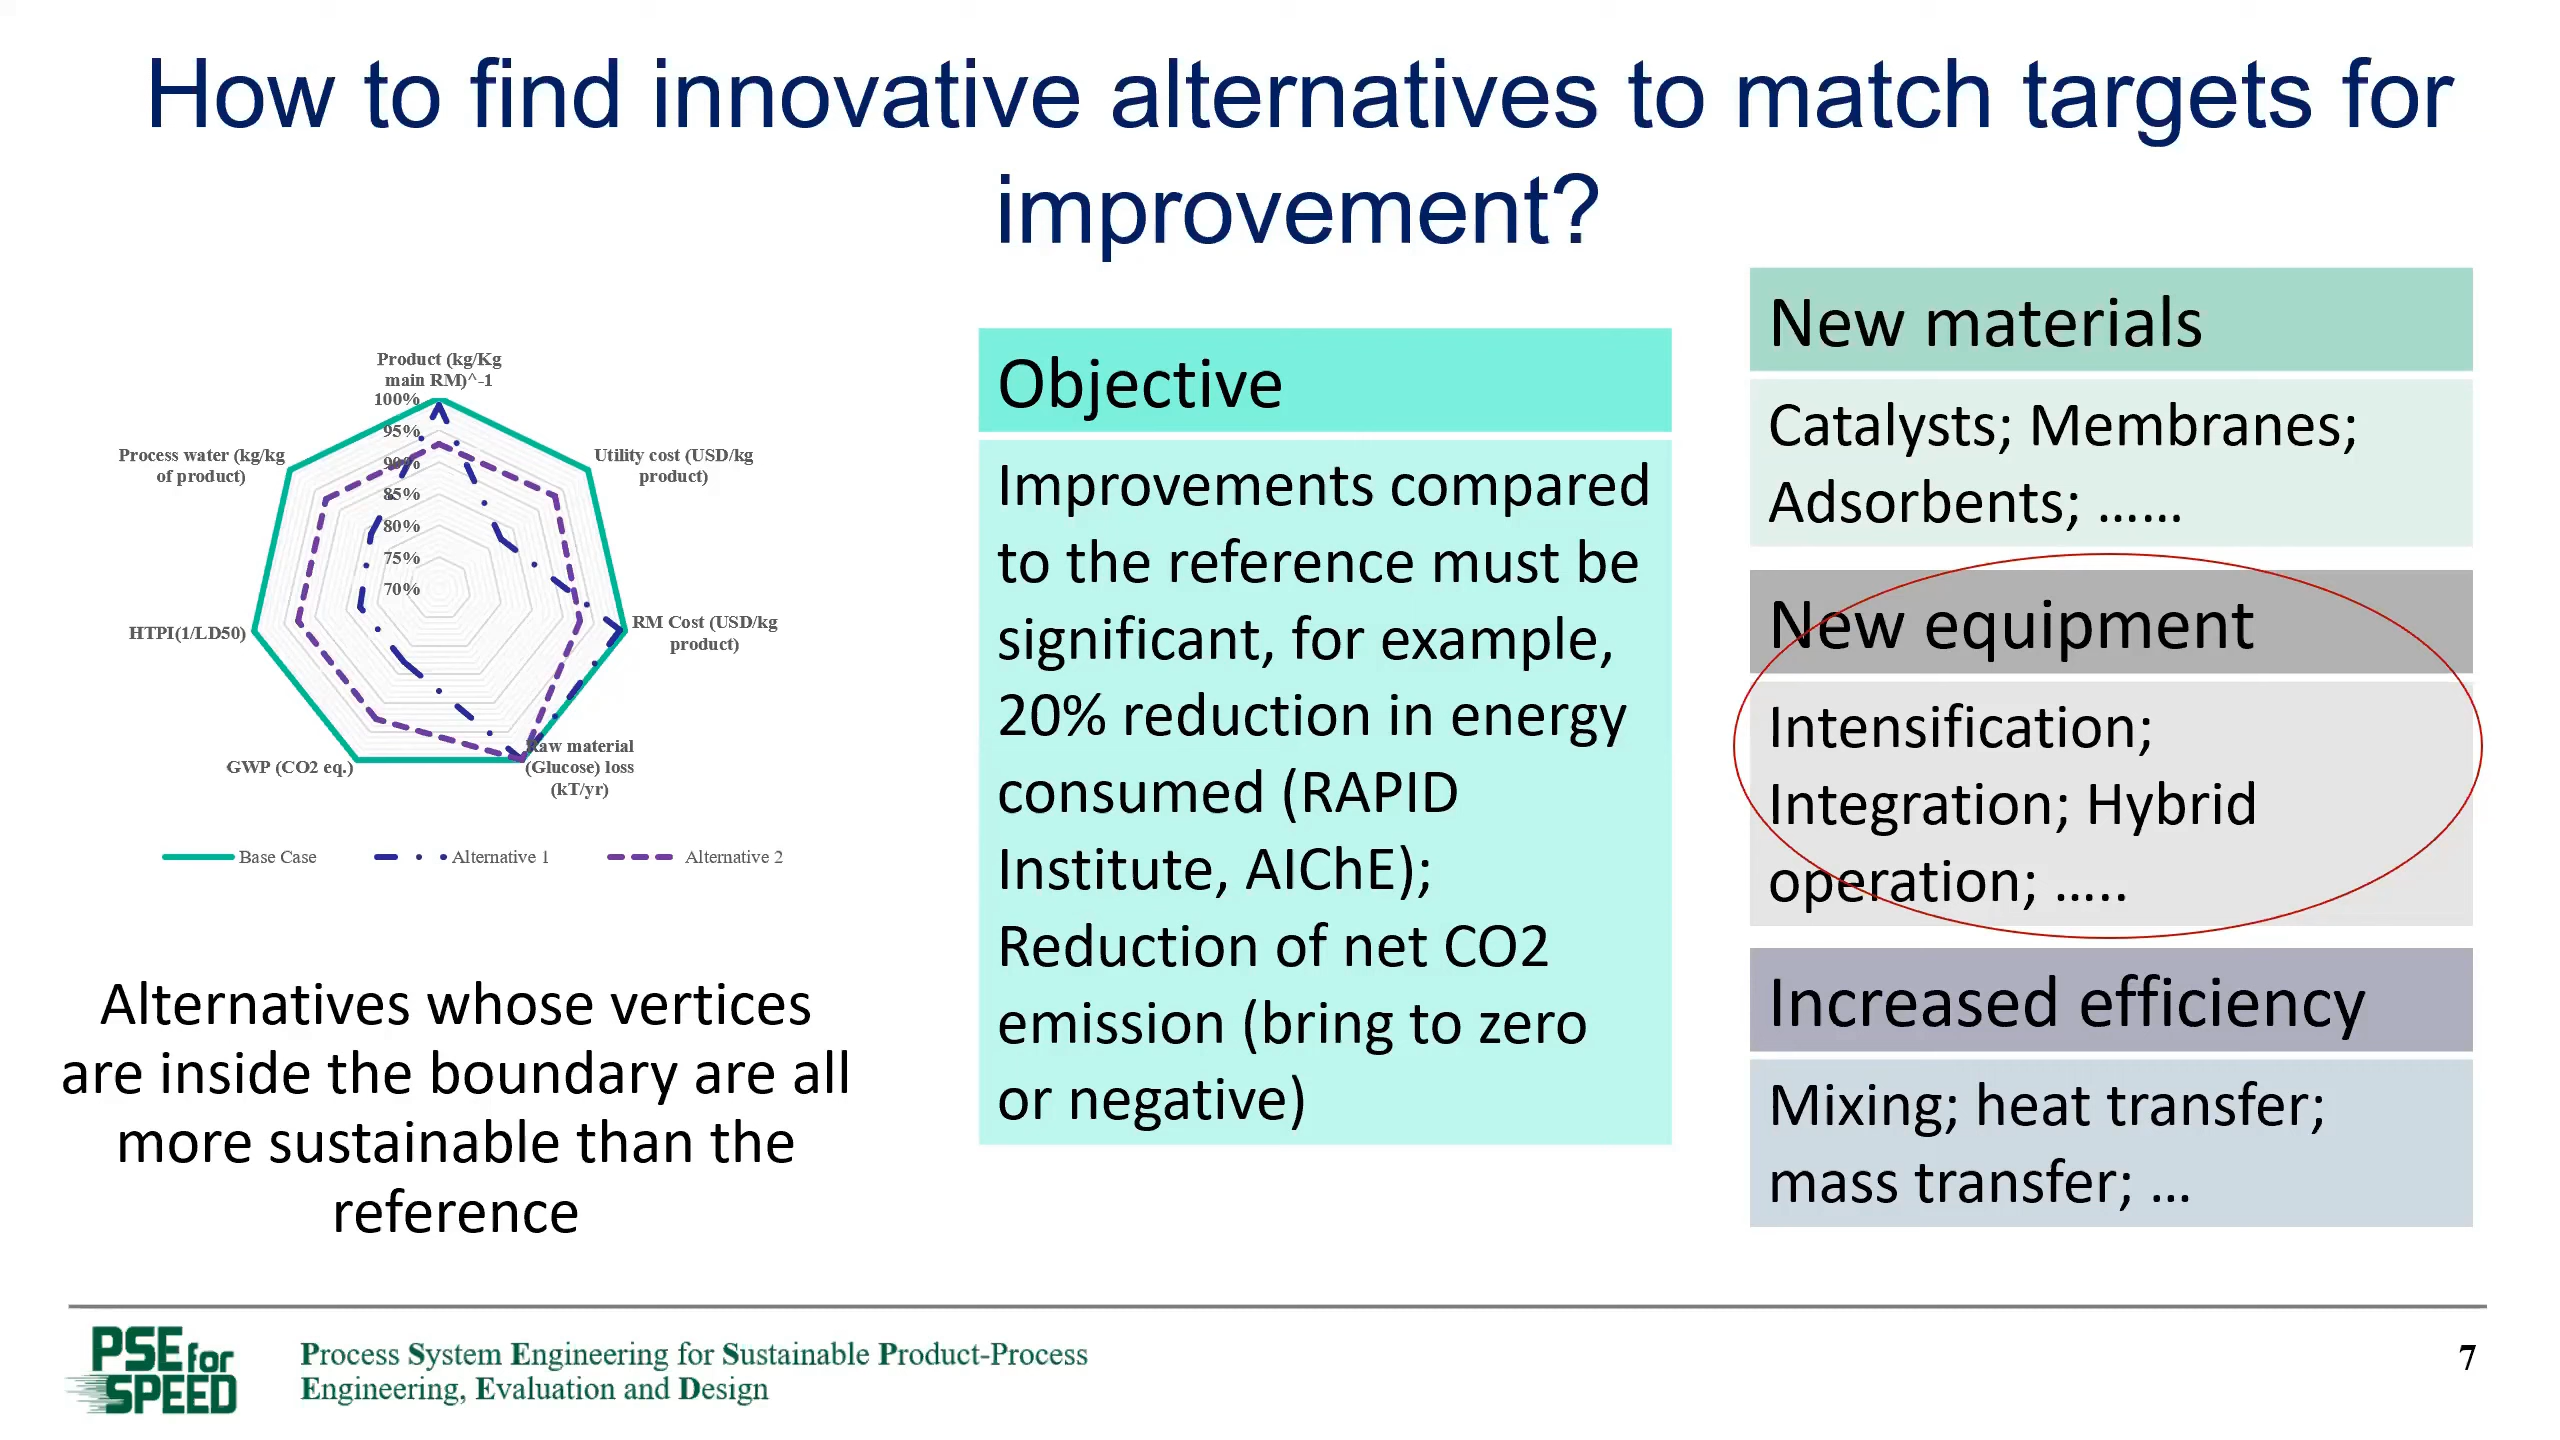 How to find innovative alternatives to match targets for
improvement?
Product (kg/Kg
main RM)^-1
100%
95%
90%
85%
80%
75%
70%
Utility cost (USD/kg
product)
RM Cost (USD/kg
product)
Raw material
(Glucose) loss
(kT/yr)
GWP (CO2 eq.)
HTPI(1/LD50)
Process water (kg/kg
of product)
Base Case
Alternative 1
Alternative 2
Alternatives whose vertices
are inside the boundary are all
more sustainable than the
reference
Objective
Improvements compared
to the reference must be
significant, for example,
20% reduction in energy
consumed (RAPID
Institute, AIChE);
Reduction of net CO2
emission (bring to zero
or negative)
New materials
Catalysts; Membranes;
Adsorbents; ……
New equipment
Intensification;
Integration; Hybrid
operation; …..
Increased efficiency
Mixing; heat transfer;
mass transfer; …
PSE for
SPEED
Process System Engineering for Sustainable Product-Process
Engineering, Evaluation and Design
7